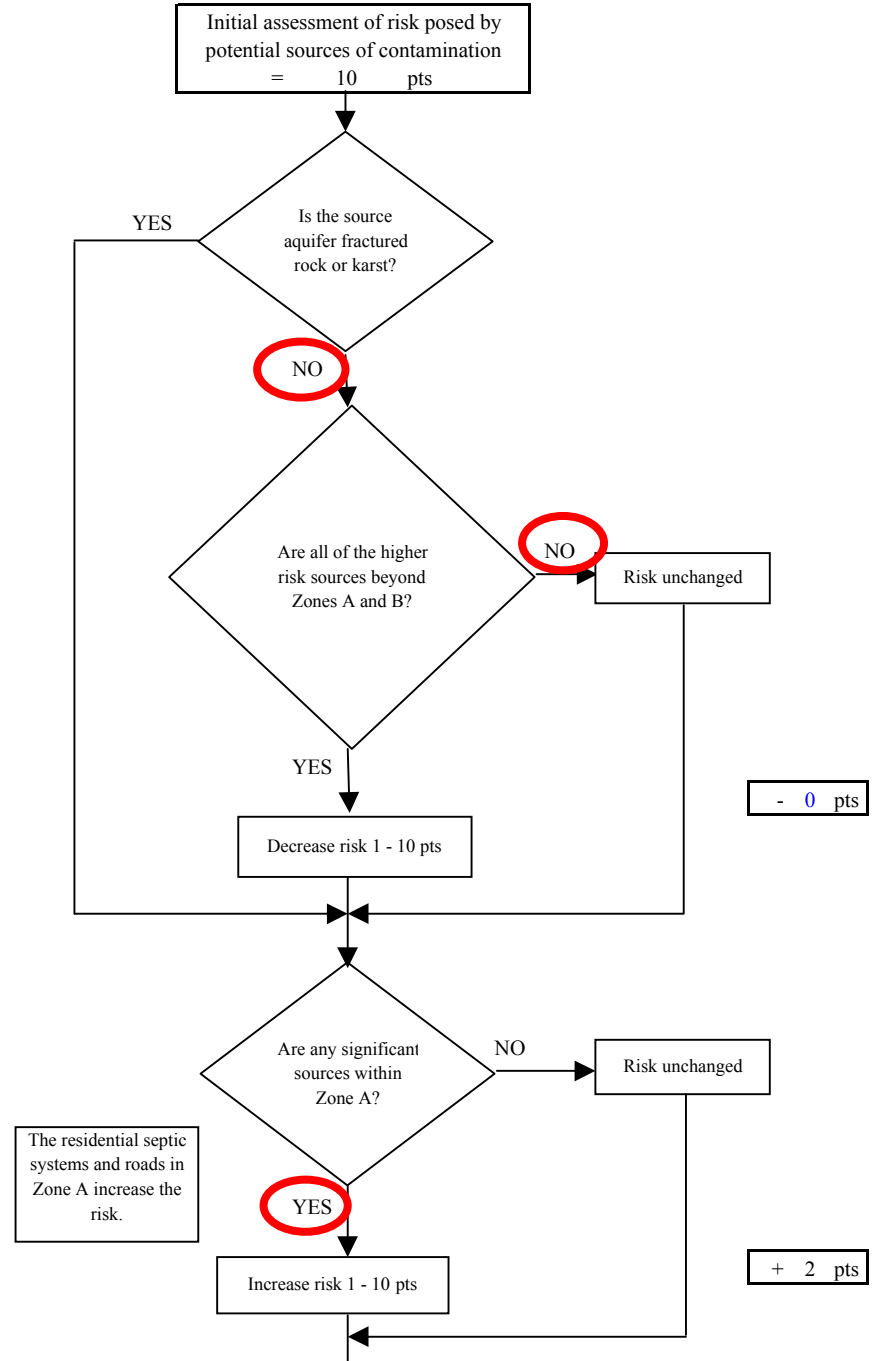 Initial assessment of risk posed by
potential sources of contamination
= 10 pts
YES
Is the source
aquifer fractured
rock or karst?
NO
Are all of the higher
risk sources beyond
Zones A and B?
NO
Risk unchanged
YES
- 0 pts
Decrease risk 1 - 10 pts
Are any significant
sources within
Zone A?
NO
Risk unchanged
The residential septic
systems and roads in
Zone A increase the
risk.
YES
+ 2 pts
Increase risk 1 - 10 pts